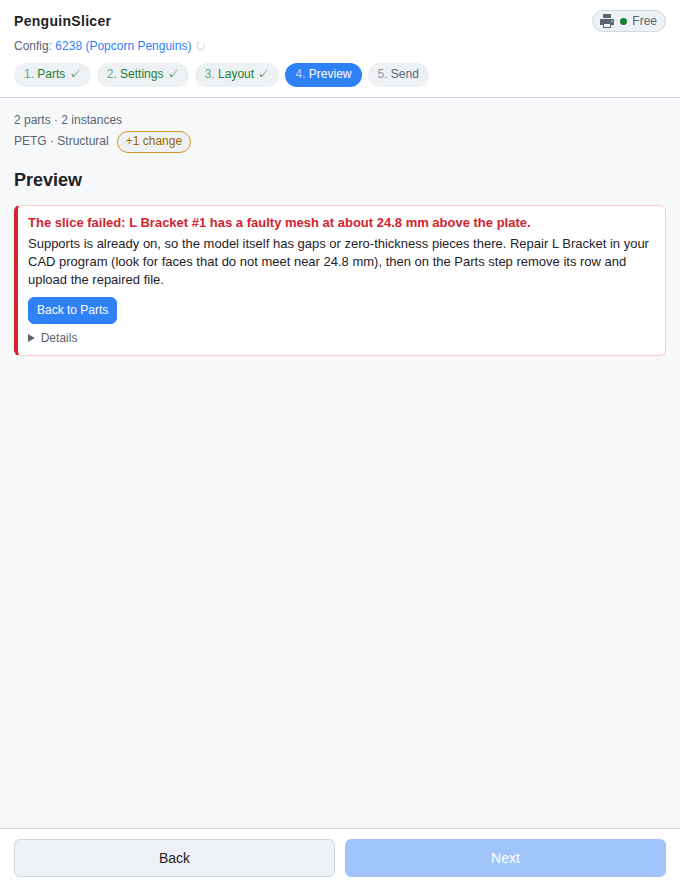 PenguinSlicer
Free
Config: 6238 (Popcorn Penguins)
1. Parts ✓ 2. Settings ✓ 3. Layout ✓ 4. Preview 5. Send
2 parts · 2 instances
PETG · Structural +1 change
Preview
The slice failed: L Bracket #1 has a faulty mesh at about 24.8 mm above the plate.
Supports is already on, so the model itself has gaps or zero-thickness pieces there. Repair L Bracket in your
CAD program (look for faces that do not meet near 24.8 mm), then on the Parts step remove its row and
upload the repaired file.
Back to Parts
Details
Back Next